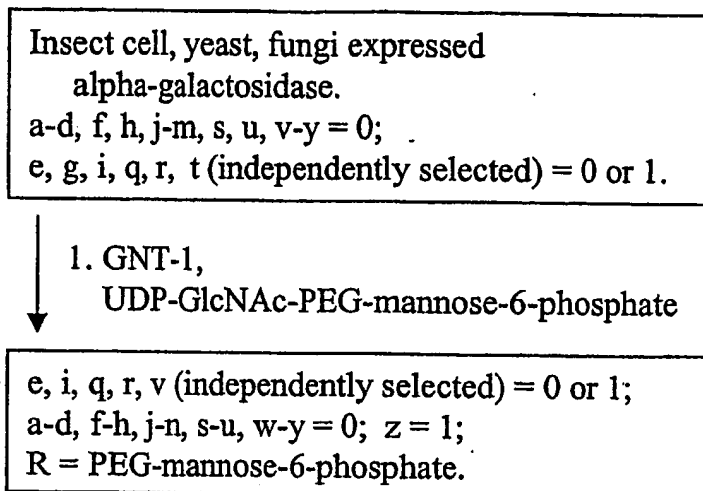 Insect cell, yeast, fungi expressed
alpha-galactosidase.
a-d, f, h, j-m, s, u, v-y = 0;
e, g, i, q, r, t (independently selected) = 0 or 1.
1. GNT-1,
UDP-GlcNAc-PEG-mannose-6-phosphate
e, i, q, r, v (independently selected) = 0 or 1;
a-d, f-h, j-n, s-u, w-y = 0; z = 1;
R = PEG-mannose-6-phosphate.